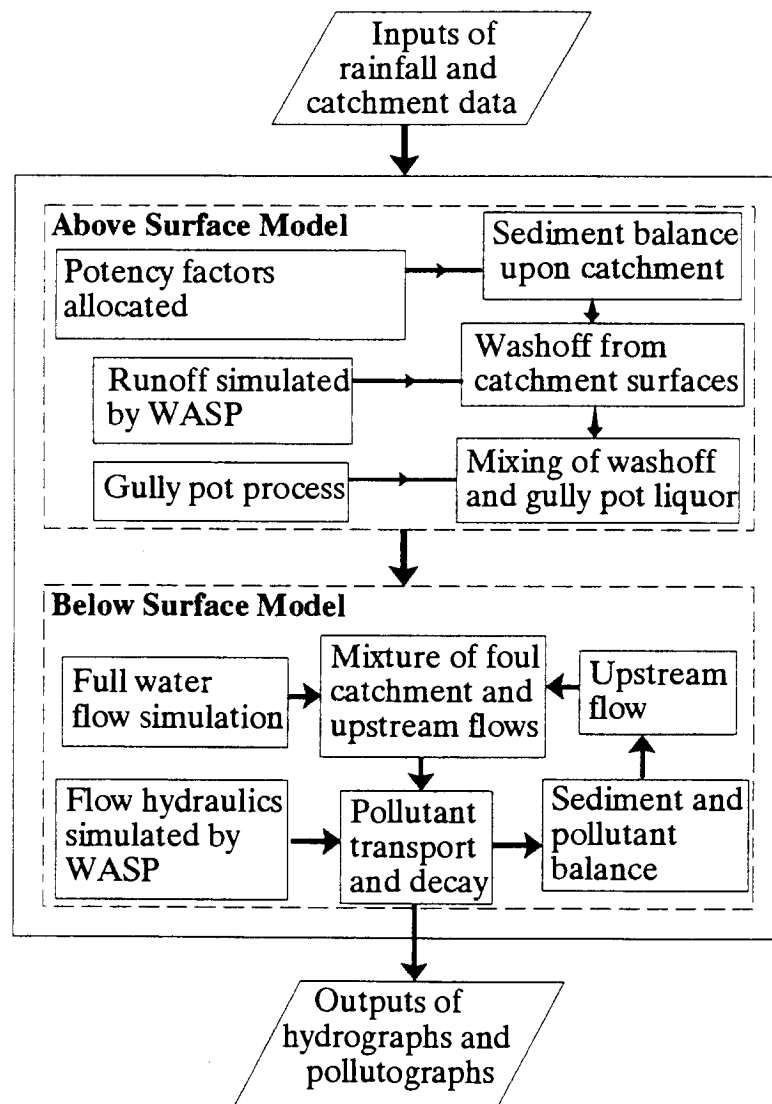 Inputs of
rainfall and
catchment data
Above Surface Model
Potency factors
allocated
Sediment balance
upon catchment
Runoff simulated
by WASP
Washoff from
catchment surfaces
Gully pot process
Mixing of washoff
and gully pot liquor
Below Surface Model
Full water
flow simulation
Mixture of foul
catchment and
upstream flows
Upstream
flow
Flow hydraulics
simulated by
WASP
Pollutant
transport
and decay
Sediment and
pollutant
balance
Outputs of
hydrographs and
pollutographs